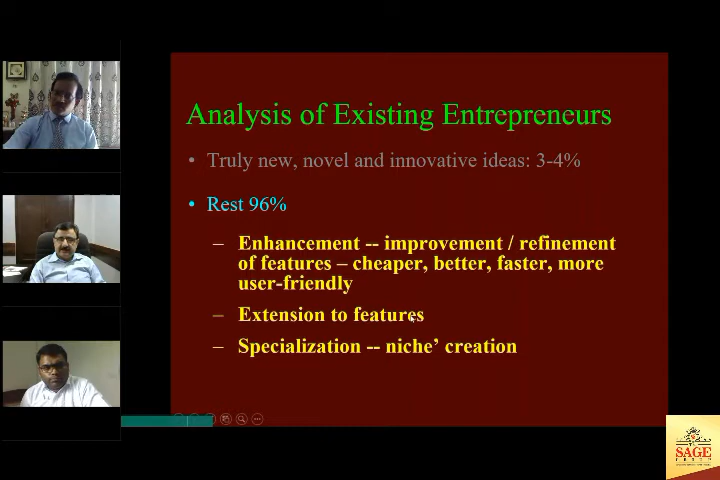 Analysis of Existing Entrepreneurs
• Truly new, novel and innovative ideas: 3-4%
• Rest 96%
– Enhancement -- improvement / refinement
of features – cheaper, better, faster, more
user-friendly
– Extension to features
– Specialization -- niche’ creation
SAGE